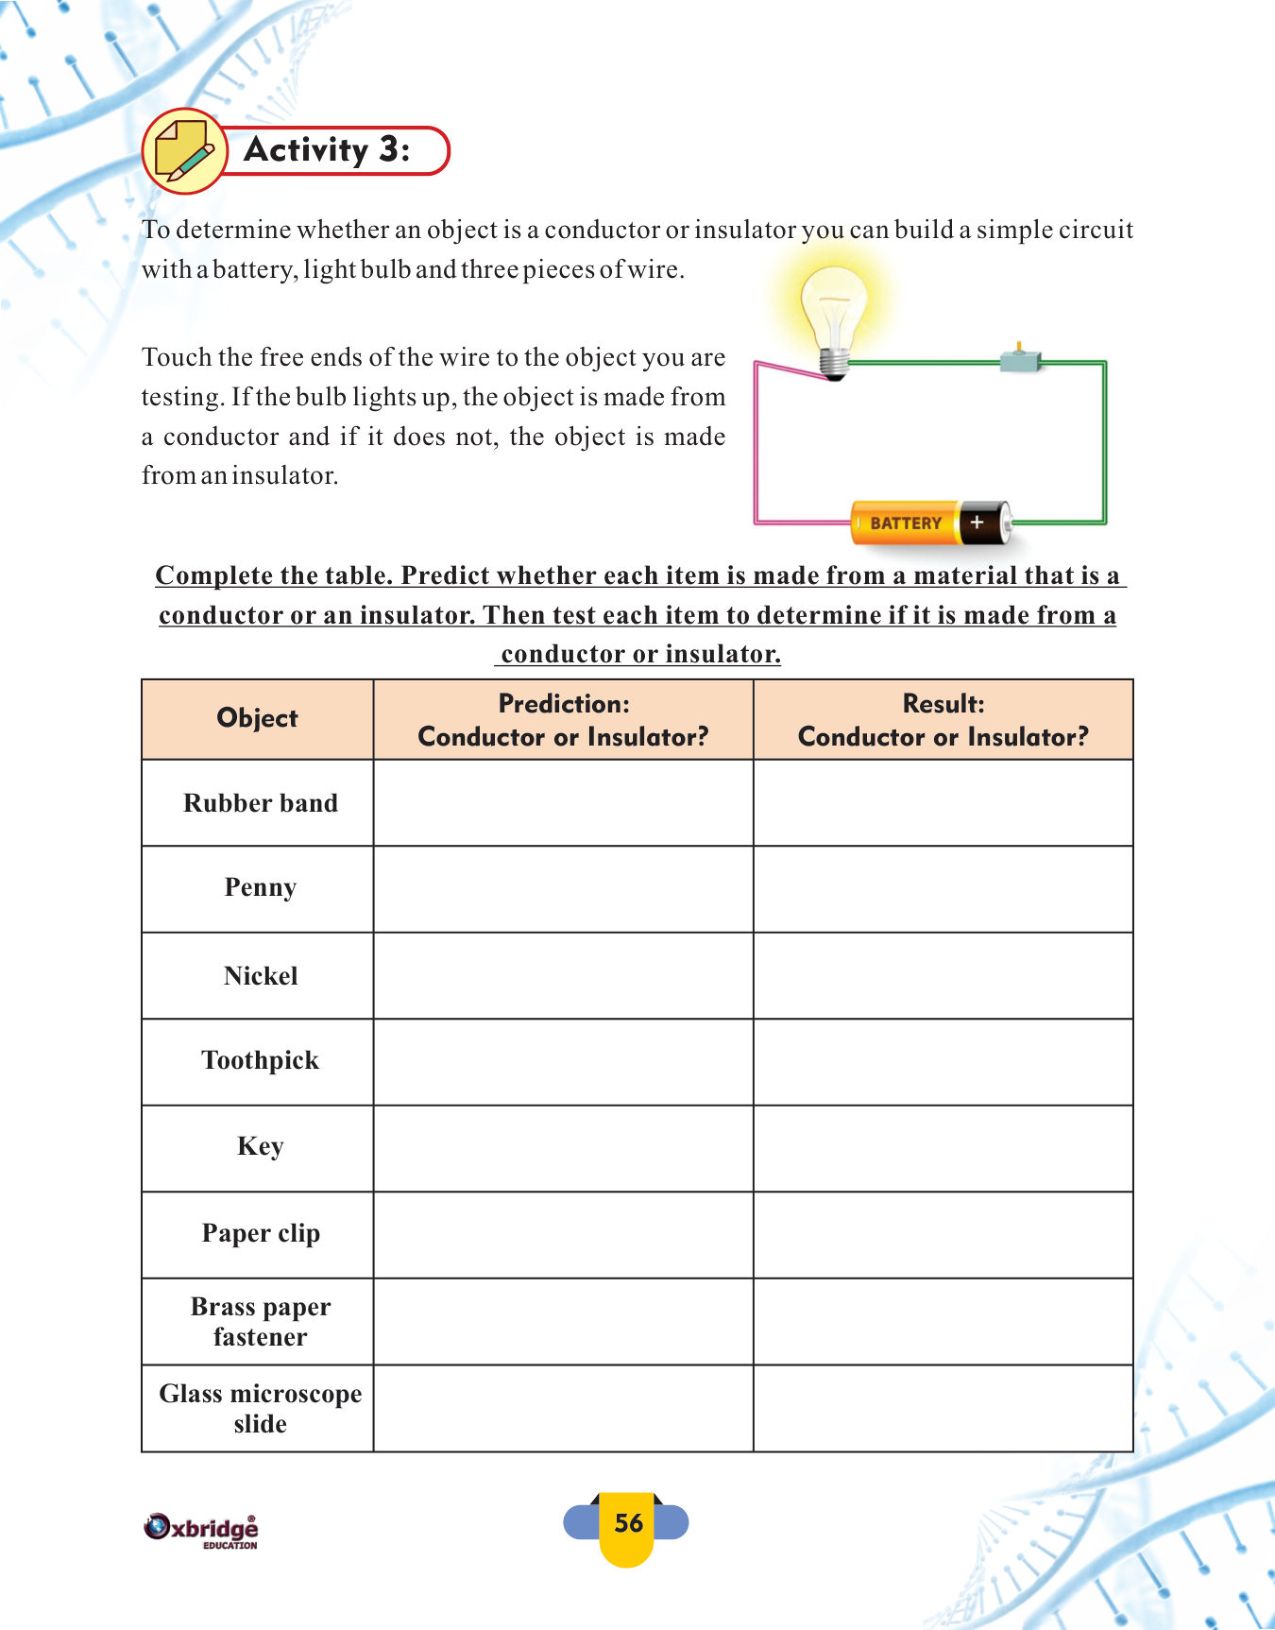 Activity 3:
To determine whether an object is a conductor or insulator you can build a simple circuit
with a battery, light bulb and three pieces of wire.
Touch the free ends of the wire to the object you are
testing. If the bulb lights up, the object is made from
a conductor and if it does not, the object is made
from an insulator.
BATTERY +
Complete the table. Predict whether each item is made from a material that is a
conductor or an insulator. Then test each item to determine if it is made from a
conductor or insulator.
Object
Prediction:
Conductor or Insulator?
Result:
Conductor or Insulator?
Rubber band
Penny
Nickel
Toothpick
Key
Paper clip
Brass paper
fastener
Glass microscope
slide
Oxbridge®
EDUCATION
56